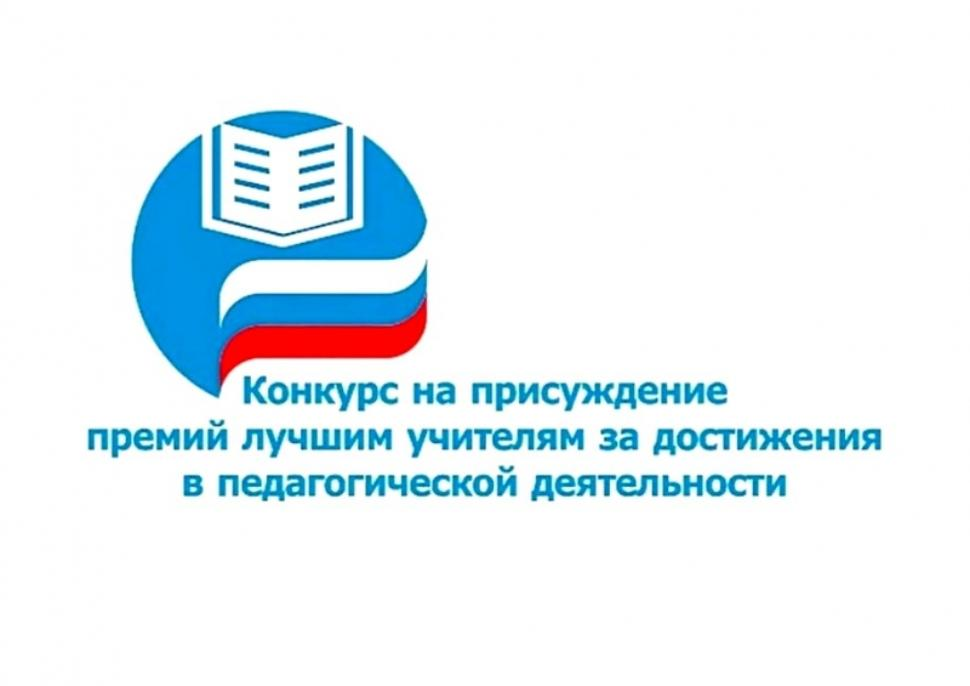 Конкурс на присуждение
премий лучшим учителям за достижения
в педагогической деятельности